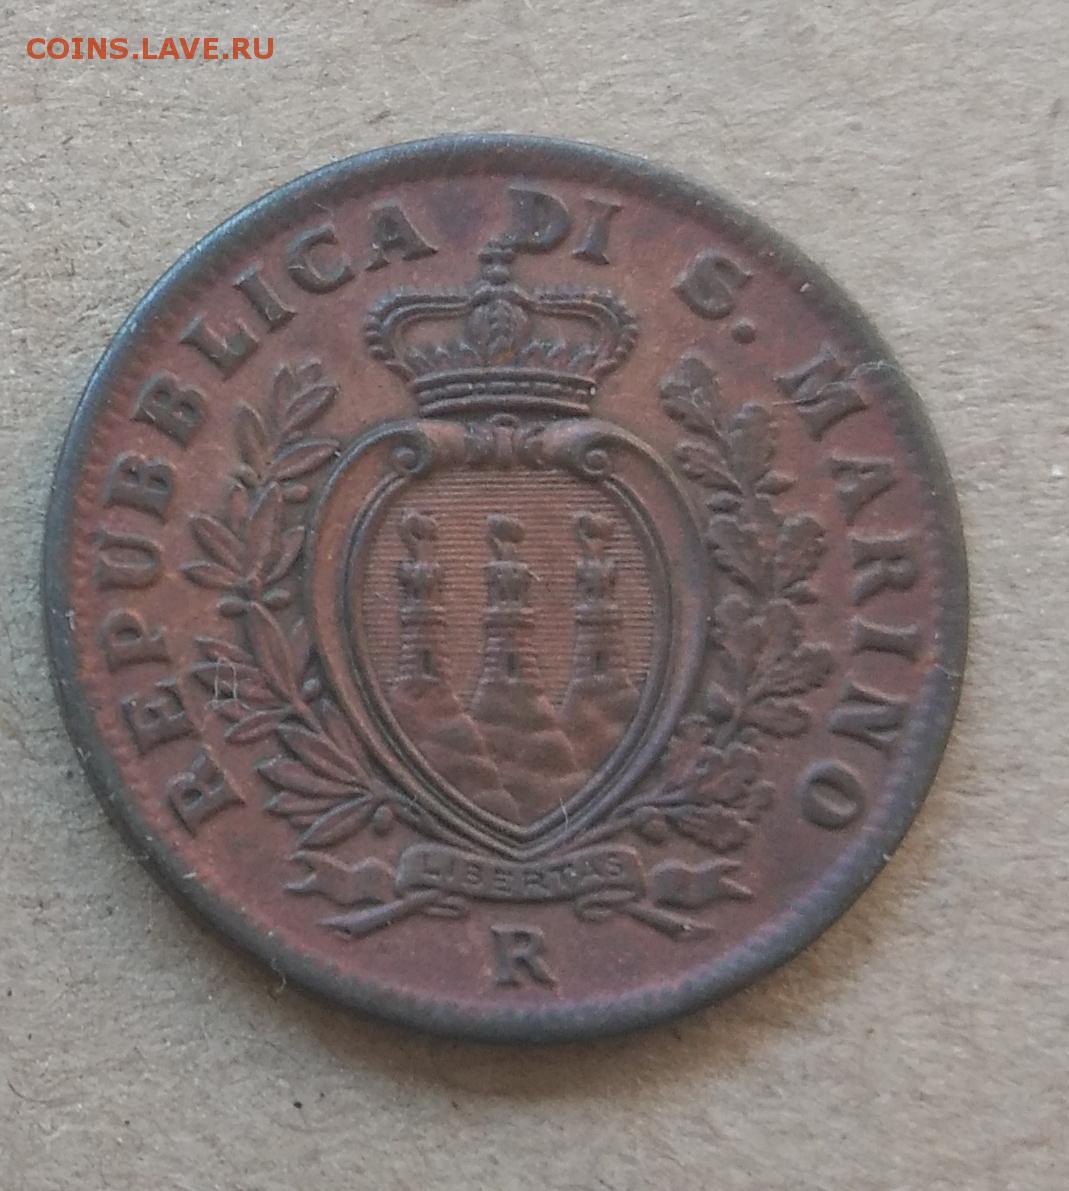 COINS.LAVE.RU
REPUBBLICA DI S. MARINO
LIBERTAS
R